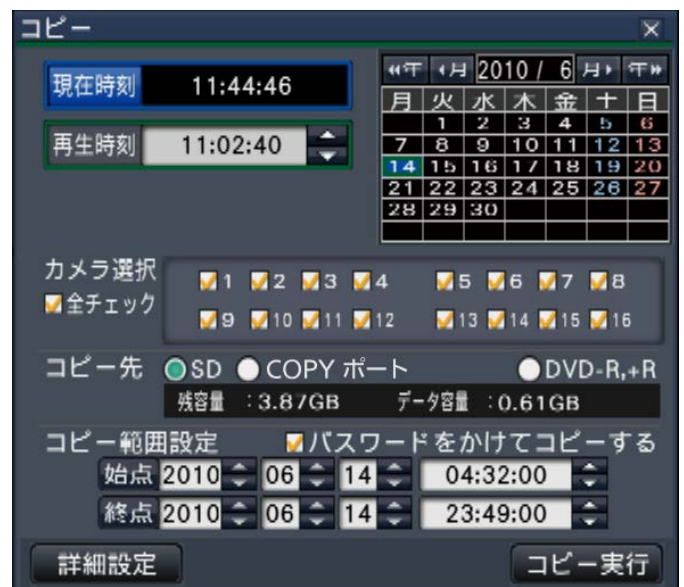 コピー
現在時刻 11:44:46
再生時刻 11:02:40
«年 ‹月 2010 / 6 月› 年»
月 火 水 木 金 土 日
1 2 3 4 5 6
7 8 9 10 11 12 13
14 15 16 17 18 19 20
21 22 23 24 25 26 27
28 29 30
カメラ選択
全チェック
1 2 3 4 5 6 7 8
9 10 11 12 13 14 15 16
コピー先 SD COPY ポート DVD-R,+R
残容量 :3.87GB データ容量 :0.61GB
コピー範囲設定 パスワードをかけてコピーする
始点 2010 06 14 04:32:00
終点 2010 06 14 23:49:00
詳細設定 コピー実行